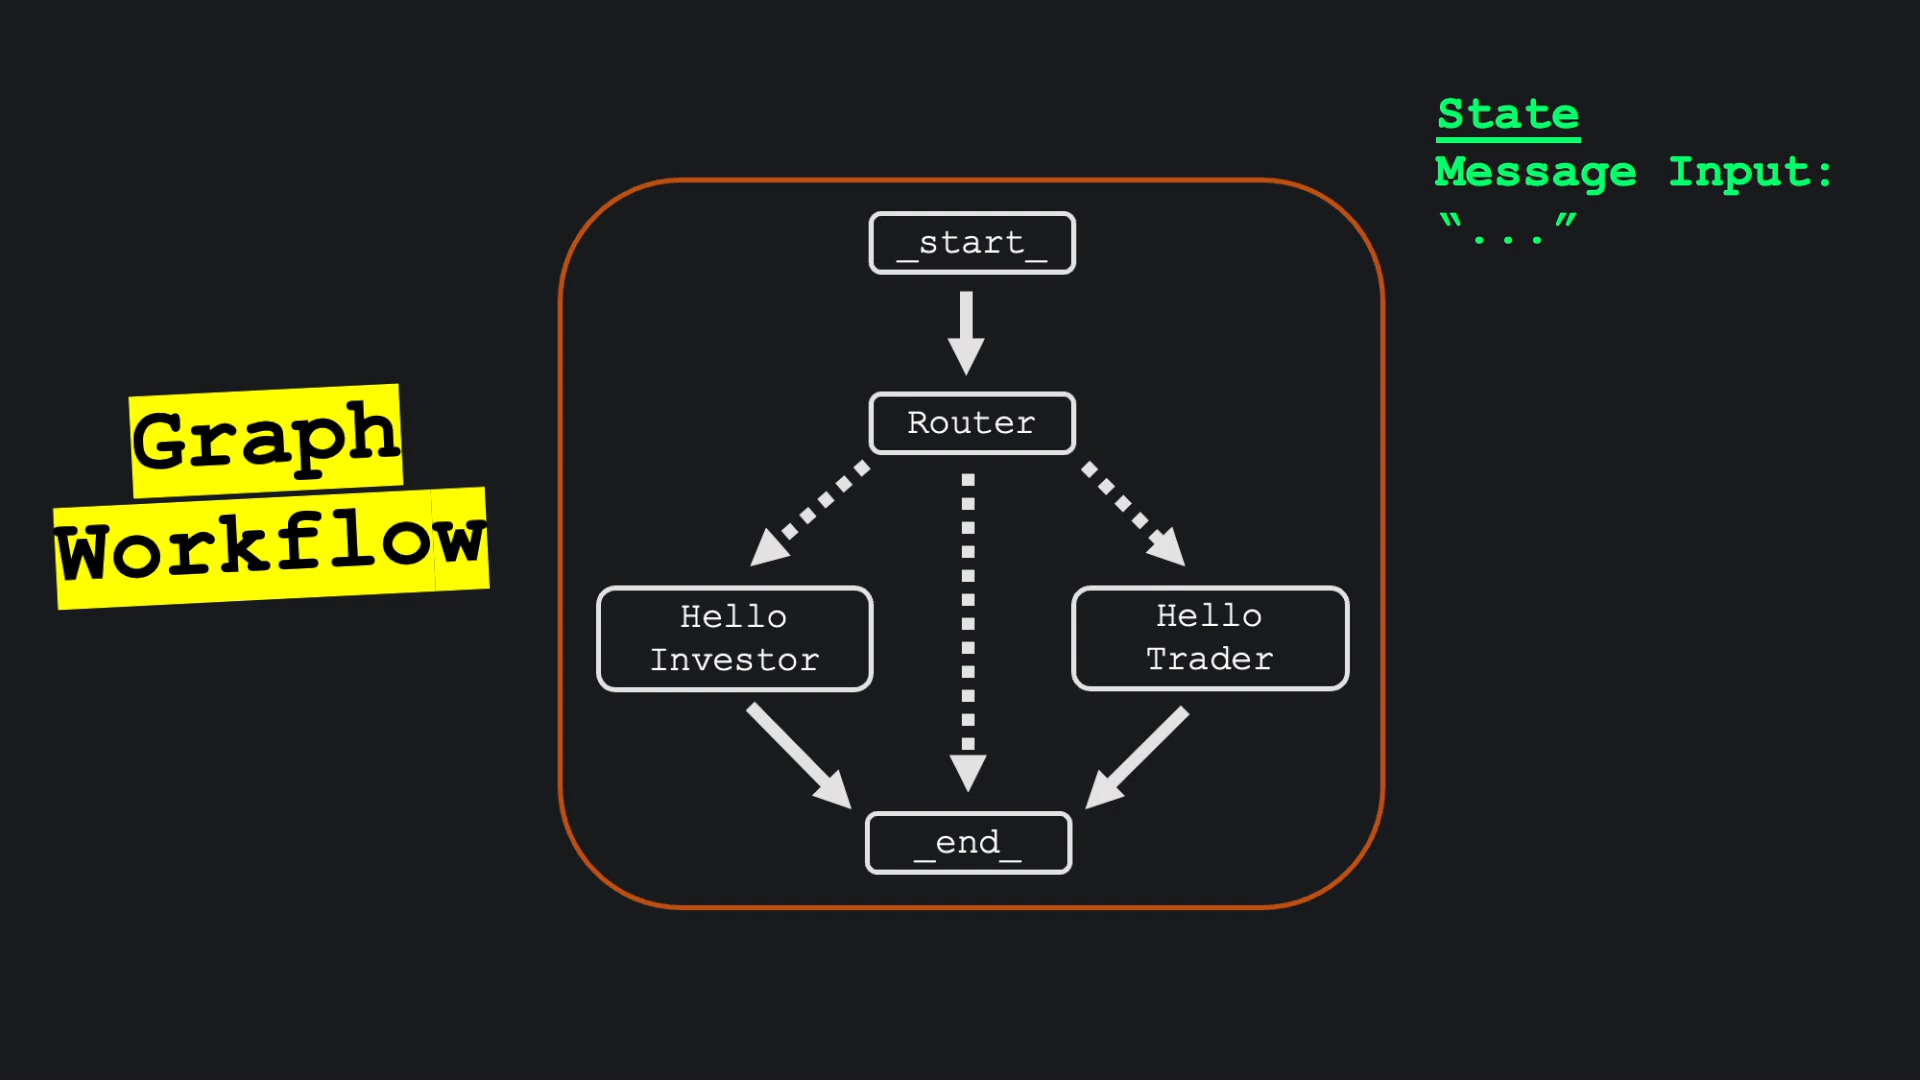 Graph
Workflow
_start_
Router
Hello
Investor
Hello
Trader
_end_
State
Message Input:
“...”